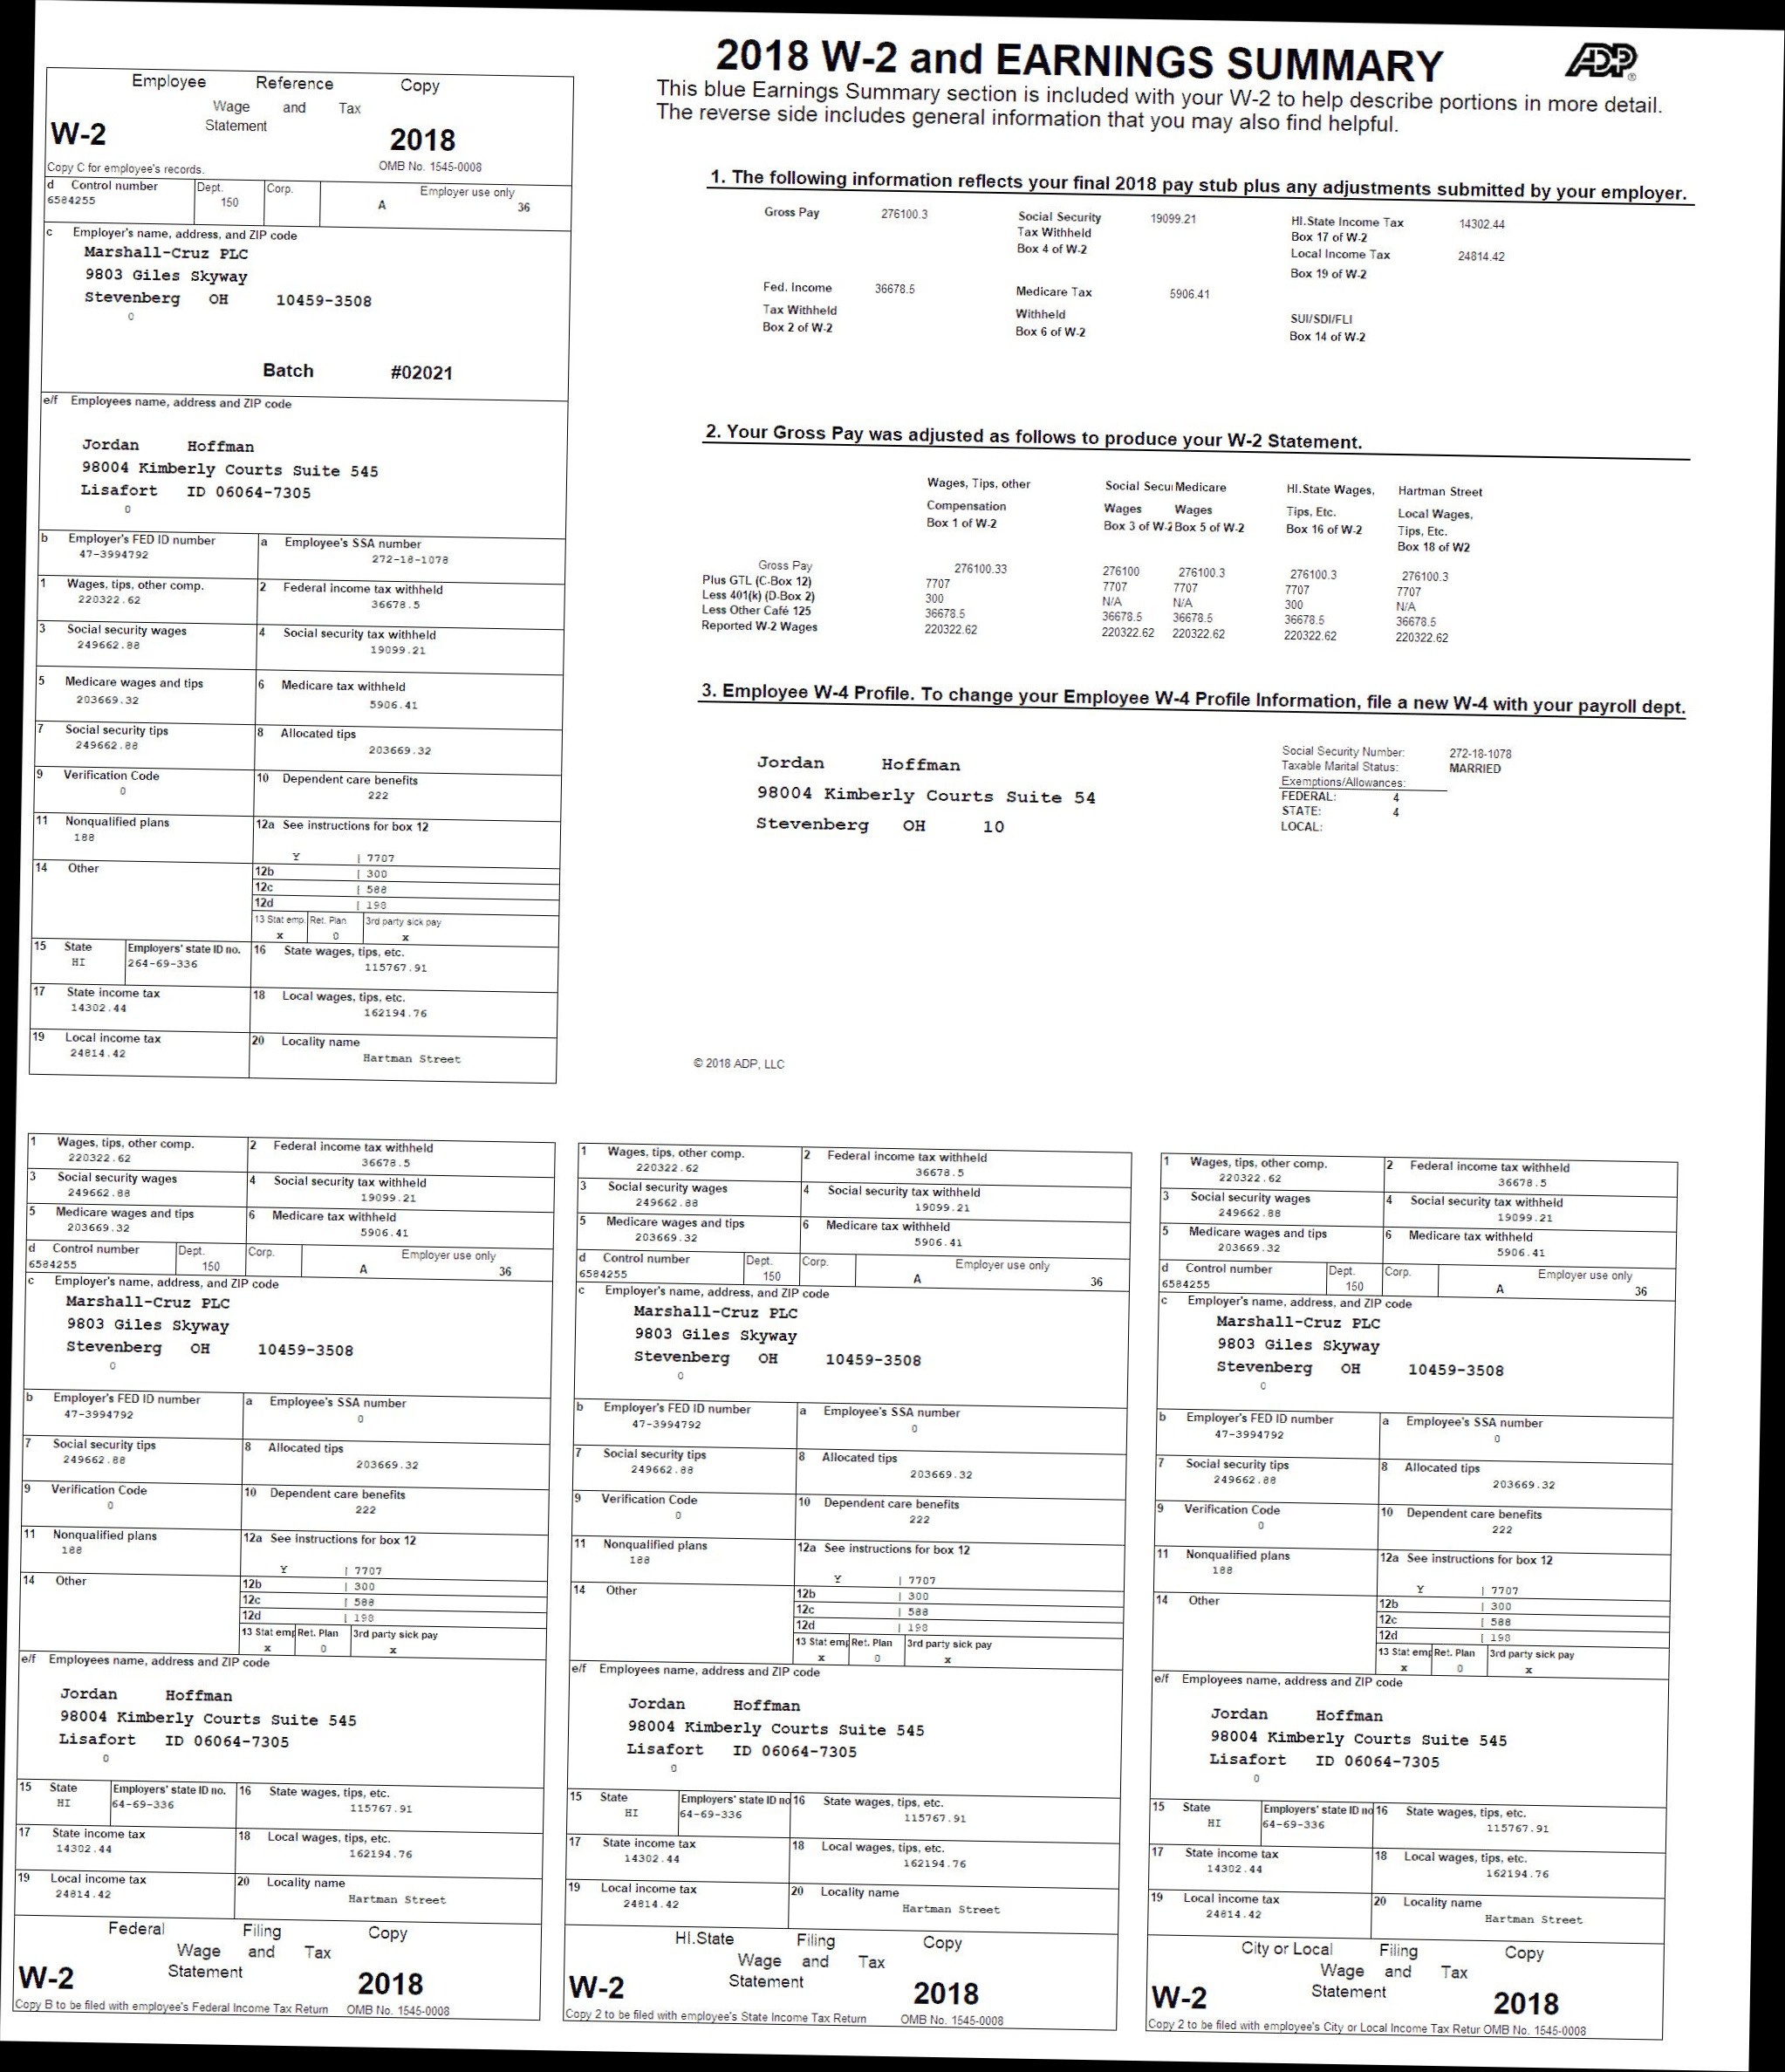 2018 W-2 and EARNINGS SUMMARY
ADP®
This blue Earnings Summary section is included with your W-2 to help describe portions in more detail.
The reverse side includes general information that you may also find helpful.
Employee Reference Copy
Wage and Tax
Statement
W-2 2018
Copy C for employee's records. OMB No. 1545-0008
d Control number Dept. Corp. Employer use only
6584255 150 A 36
c Employer's name, address, and ZIP code
Marshall-Cruz PLC
9803 Giles Skyway
Stevenberg OH 10459-3508
0
Batch #02021
e/f Employees name, address and ZIP code
Jordan Hoffman
98004 Kimberly Courts Suite 545
Lisafort ID 06064-7305
0
b Employer's FED ID number a Employee's SSA number
47-3994792 272-18-1078
1 Wages, tips, other comp. 2 Federal income tax withheld
220322.62 36678.5
3 Social security wages 4 Social security tax withheld
249662.88 19099.21
5 Medicare wages and tips 6 Medicare tax withheld
203669.32 5906.41
7 Social security tips 8 Allocated tips
249662.88 203669.32
9 Verification Code 10 Dependent care benefits
0 222
11 Nonqualified plans 12a See instructions for box 12
188
Y | 7707
14 Other 12b | 300
12c | 588
12d | 198
13 Stat emp. Ret. Plan 3rd party sick pay
x 0 x
15 State Employers' state ID no. 16 State wages, tips, etc.
HI 264-69-336 115767.91
17 State income tax 18 Local wages, tips, etc.
14302.44 162194.76
19 Local income tax 20 Locality name
24814.42 Hartman Street
1. The following information reflects your final 2018 pay stub plus any adjustments submitted by your employer.
Gross Pay 276100.3 Social Security 19099.21 HI.State Income Tax 14302.44
Tax Withheld Box 17 of W-2
Box 4 of W-2 Local Income Tax 24814.42
Box 19 of W-2
Fed. Income 36678.5 Medicare Tax 5906.41
Tax Withheld Withheld SUI/SDI/FLI
Box 2 of W-2 Box 6 of W-2 Box 14 of W-2
2. Your Gross Pay was adjusted as follows to produce your W-2 Statement.
Wages, Tips, other Social Secu Medicare HI.State Wages, Hartman Street
Compensation Wages Wages Tips, Etc. Local Wages,
Box 1 of W-2 Box 3 of W-2 Box 5 of W-2 Box 16 of W-2 Tips, Etc.
Box 18 of W2
Gross Pay 276100.33 276100 276100.3 276100.3 276100.3
Plus GTL (C-Box 12) 7707 7707 7707 7707 7707
Less 401(k) (D-Box 2) 300 N/A N/A 300 N/A
Less Other Café 125 36678.5 36678.5 36678.5 36678.5 36678.5
Reported W-2 Wages 220322.62 220322.62 220322.62 220322.62 220322.62
3. Employee W-4 Profile. To change your Employee W-4 Profile Information, file a new W-4 with your payroll dept.
Jordan Hoffman
98004 Kimberly Courts Suite 54
Stevenberg OH 10
Social Security Number: 272-18-1078
Taxable Marital Status: MARRIED
Exemptions/Allowances:
FEDERAL: 4
STATE: 4
LOCAL:
© 2018 ADP, LLC
1 Wages, tips, other comp. 2 Federal income tax withheld
220322.62 36678.5
3 Social security wages 4 Social security tax withheld
249662.88 19099.21
5 Medicare wages and tips 6 Medicare tax withheld
203669.32 5906.41
d Control number Dept. Corp. Employer use only
6584255 150 A 36
c Employer's name, address, and ZIP code
Marshall-Cruz PLC
9803 Giles Skyway
Stevenberg OH 10459-3508
0
b Employer's FED ID number a Employee's SSA number
47-3994792 0
7 Social security tips 8 Allocated tips
249662.88 203669.32
9 Verification Code 10 Dependent care benefits
0 222
11 Nonqualified plans 12a See instructions for box 12
188
Y | 7707
14 Other 12b | 300
12c | 588
12d | 198
13 Stat emp Ret. Plan 3rd party sick pay
x 0 x
e/f Employees name, address and ZIP code
Jordan Hoffman
98004 Kimberly Courts Suite 545
Lisafort ID 06064-7305
0
15 State Employers' state ID no. 16 State wages, tips, etc.
HI 64-69-336 115767.91
17 State income tax 18 Local wages, tips, etc.
14302.44 162194.76
19 Local income tax 20 Locality name
24814.42 Hartman Street
Federal Filing Copy
Wage and Tax
Statement
W-2 2018
Copy B to be filed with employee's Federal Income Tax Return OMB No. 1545-0008
1 Wages, tips, other comp. 2 Federal income tax withheld
220322.62 36678.5
3 Social security wages 4 Social security tax withheld
249662.88 19099.21
5 Medicare wages and tips 6 Medicare tax withheld
203669.32 5906.41
d Control number Dept. Corp. Employer use only
6584255 150 A 36
c Employer's name, address, and ZIP code
Marshall-Cruz PLC
9803 Giles Skyway
Stevenberg OH 10459-3508
0
b Employer's FED ID number a Employee's SSA number
47-3994792 0
7 Social security tips 8 Allocated tips
249662.88 203669.32
9 Verification Code 10 Dependent care benefits
0 222
11 Nonqualified plans 12a See instructions for box 12
188
Y | 7707
14 Other 12b | 300
12c | 588
12d | 198
13 Stat emp Ret. Plan 3rd party sick pay
x 0 x
e/f Employees name, address and ZIP code
Jordan Hoffman
98004 Kimberly Courts Suite 545
Lisafort ID 06064-7305
0
15 State Employers' state ID no 16 State wages, tips, etc.
HI 64-69-336 115767.91
17 State income tax 18 Local wages, tips, etc.
14302.44 162194.76
19 Local income tax 20 Locality name
24814.42 Hartman Street
HI.State Filing Copy
Wage and Tax
Statement
W-2 2018
Copy 2 to be filed with employee's State Income Tax Return OMB No. 1545-0008
1 Wages, tips, other comp. 2 Federal income tax withheld
220322.62 36678.5
3 Social security wages 4 Social security tax withheld
249662.88 19099.21
5 Medicare wages and tips 6 Medicare tax withheld
203669.32 5906.41
d Control number Dept. Corp. Employer use only
6584255 150 A 36
c Employer's name, address, and ZIP code
Marshall-Cruz PLC
9803 Giles Skyway
Stevenberg OH 10459-3508
0
b Employer's FED ID number a Employee's SSA number
47-3994792 0
7 Social security tips 8 Allocated tips
249662.88 203669.32
9 Verification Code 10 Dependent care benefits
0 222
11 Nonqualified plans 12a See instructions for box 12
188
Y | 7707
14 Other 12b | 300
12c | 588
12d | 198
13 Stat emp Ret. Plan 3rd party sick pay
x 0 x
e/f Employees name, address and ZIP code
Jordan Hoffman
98004 Kimberly Courts Suite 545
Lisafort ID 06064-7305
0
15 State Employers' state ID no 16 State wages, tips, etc.
HI 64-69-336 115767.91
17 State income tax 18 Local wages, tips, etc.
14302.44 162194.76
19 Local income tax 20 Locality name
24814.42 Hartman Street
City or Local Filing Copy
Wage and Tax
Statement
W-2 2018
Copy 2 to be filed with employee's City or Local Income Tax Retur OMB No. 1545-0008